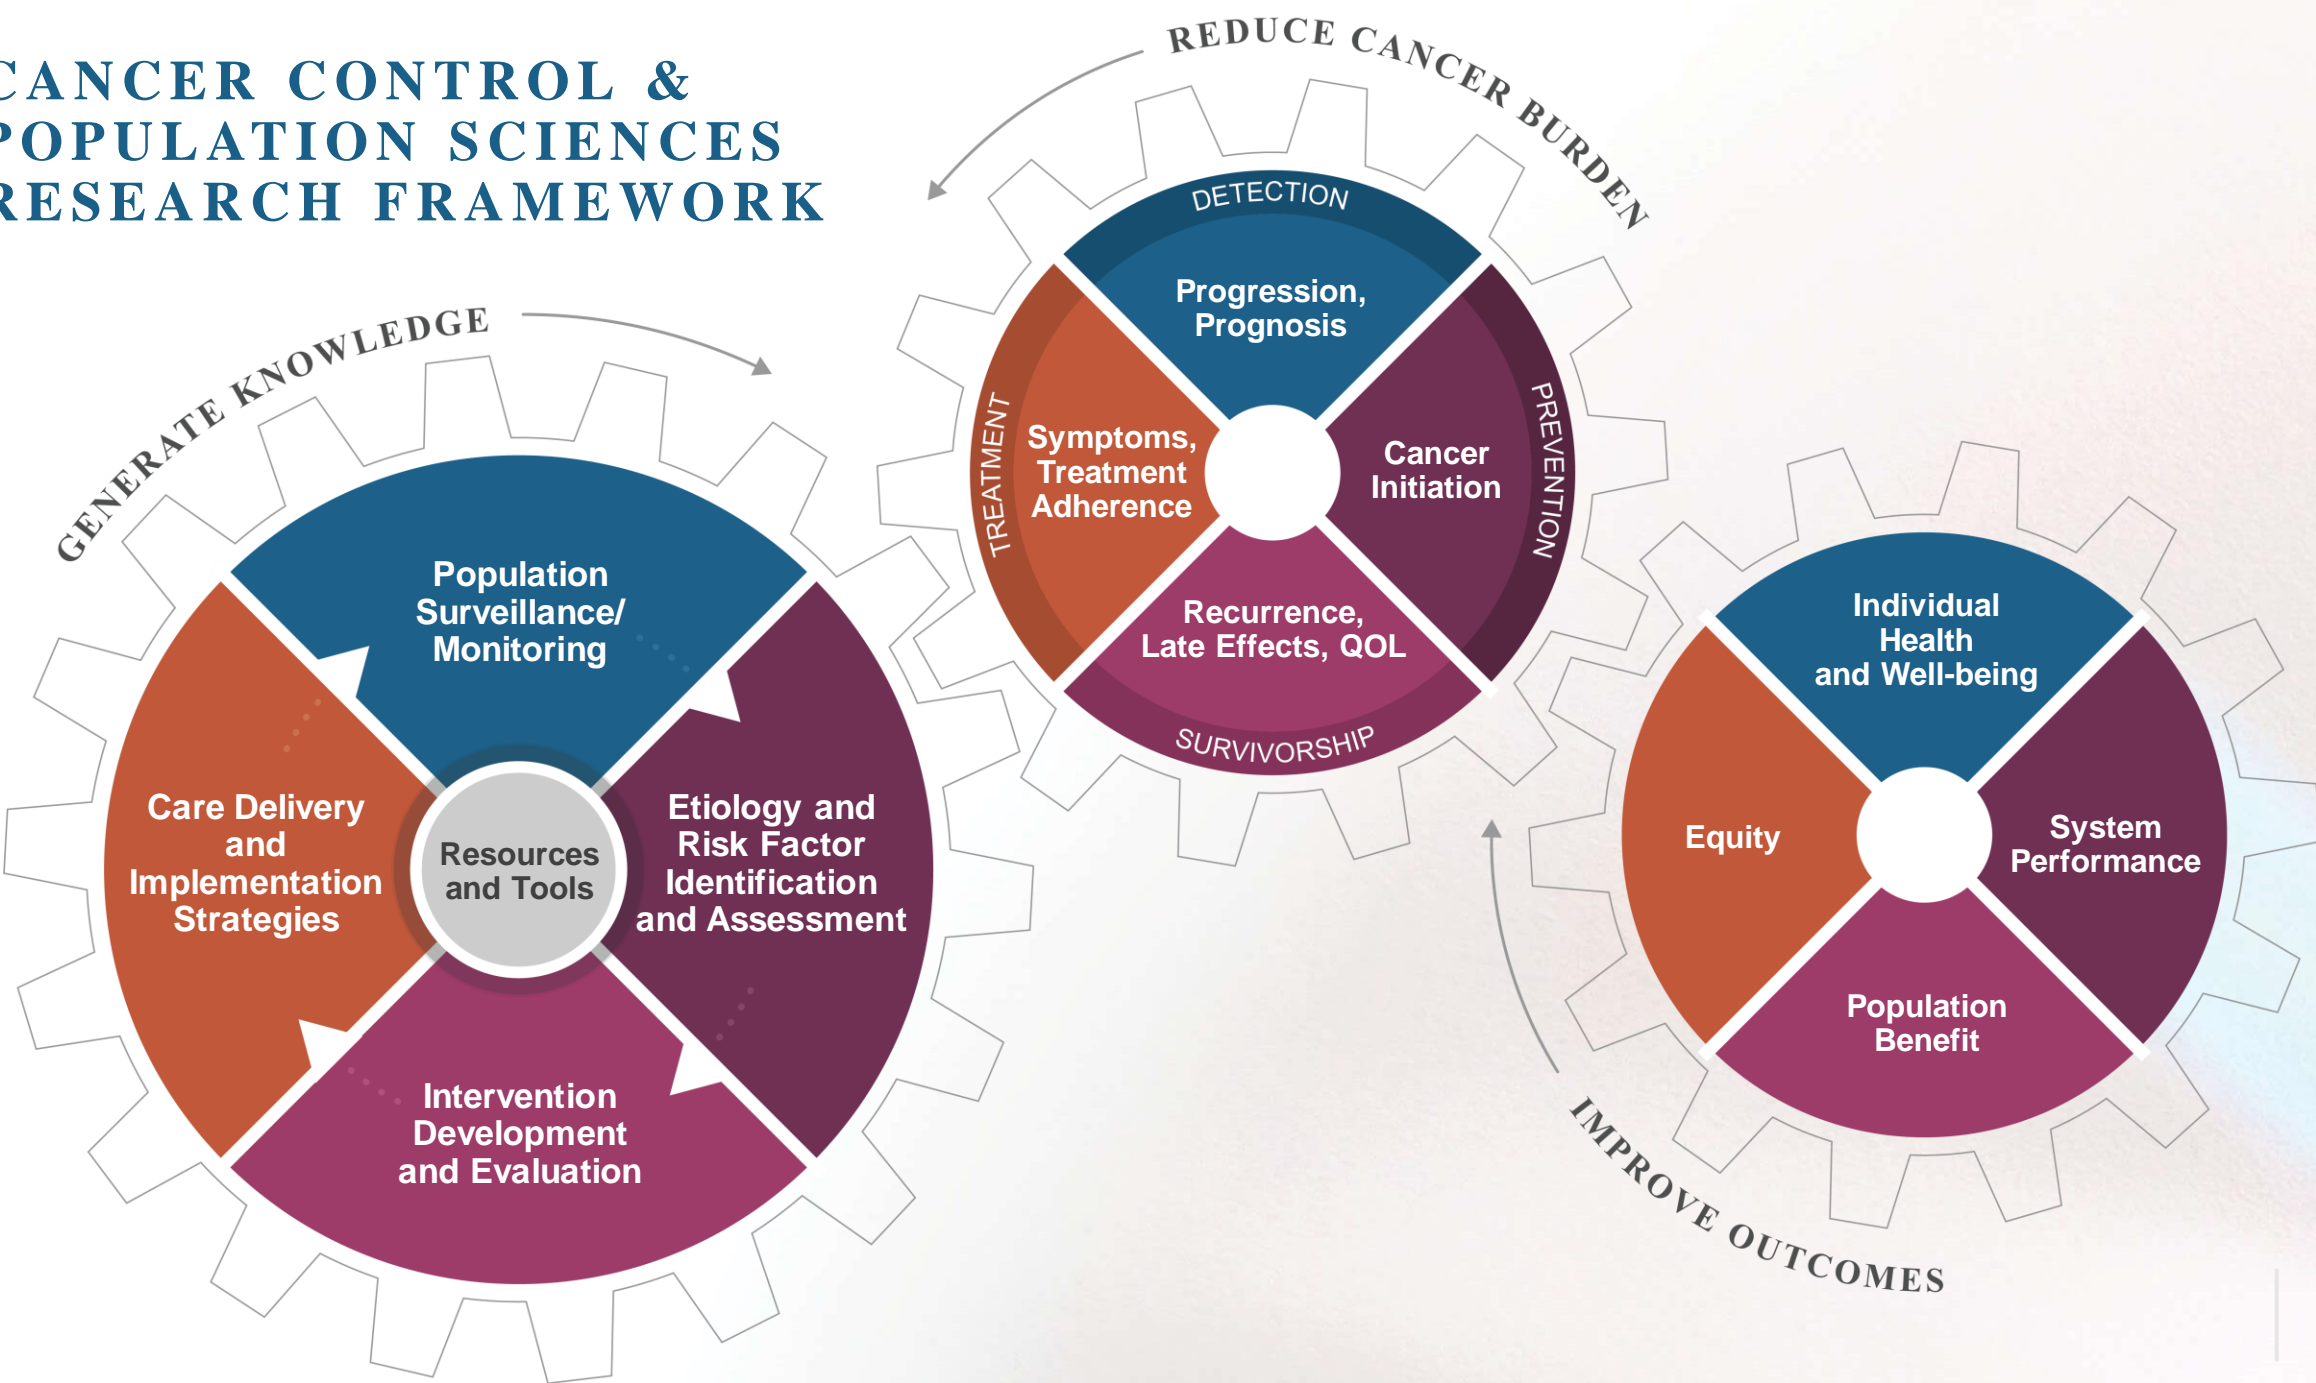 CANCER CONTROL &
POPULATION SCIENCES
RESEARCH FRAMEWORK
GENERATE KNOWLEDGE
Population
Surveillance/
Monitoring
Etiology and
Risk Factor
Identification
and Assessment
Intervention
Development
and Evaluation
Care Delivery
and
Implementation
Strategies
Resources
and Tools
REDUCE CANCER BURDEN
DETECTION
Progression,
Prognosis
PREVENTION
Cancer
Initiation
SURVIVORSHIP
Recurrence,
Late Effects, QOL
TREATMENT
Symptoms,
Treatment
Adherence
IMPROVE OUTCOMES
Individual
Health
and Well-being
System
Performance
Population
Benefit
Equity